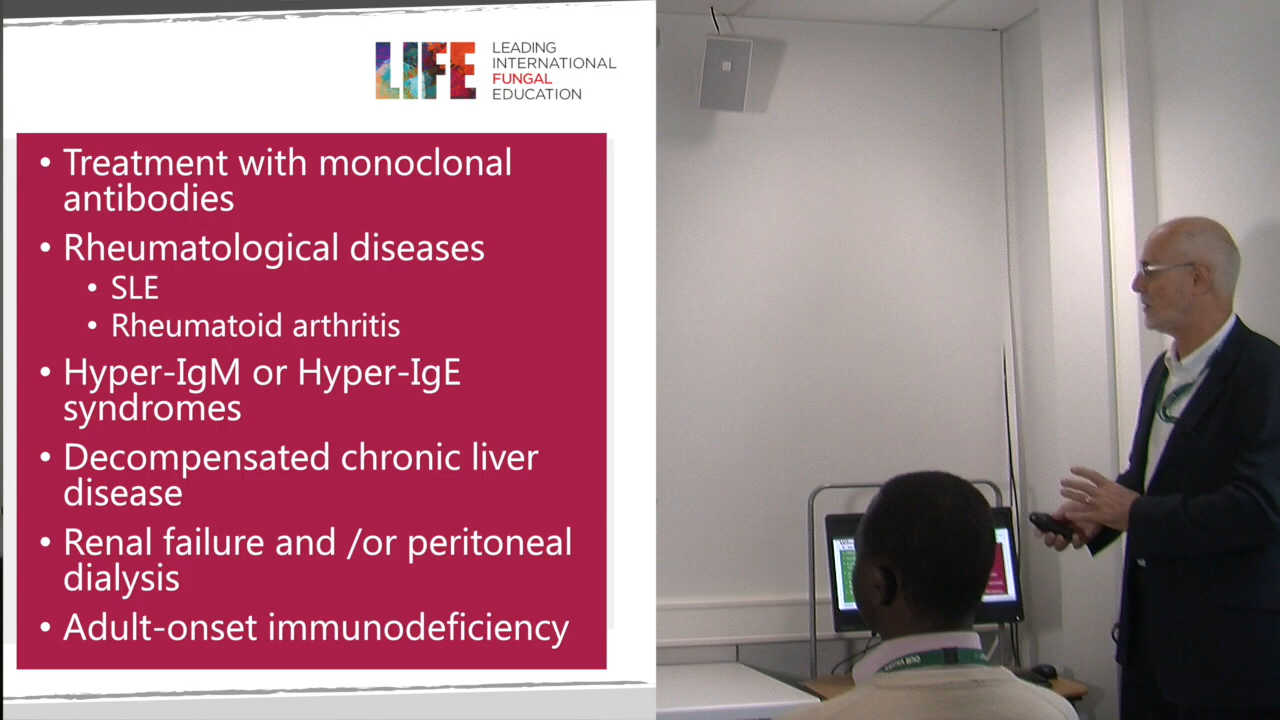 LIFE
LEADING
INTERNATIONAL
FUNGAL
EDUCATION
• Treatment with monoclonal
antibodies
• Rheumatological diseases
• SLE
• Rheumatoid arthritis
• Hyper-IgM or Hyper-IgE
syndromes
• Decompensated chronic liver
disease
• Renal failure and /or peritoneal
dialysis
• Adult-onset immunodeficiency